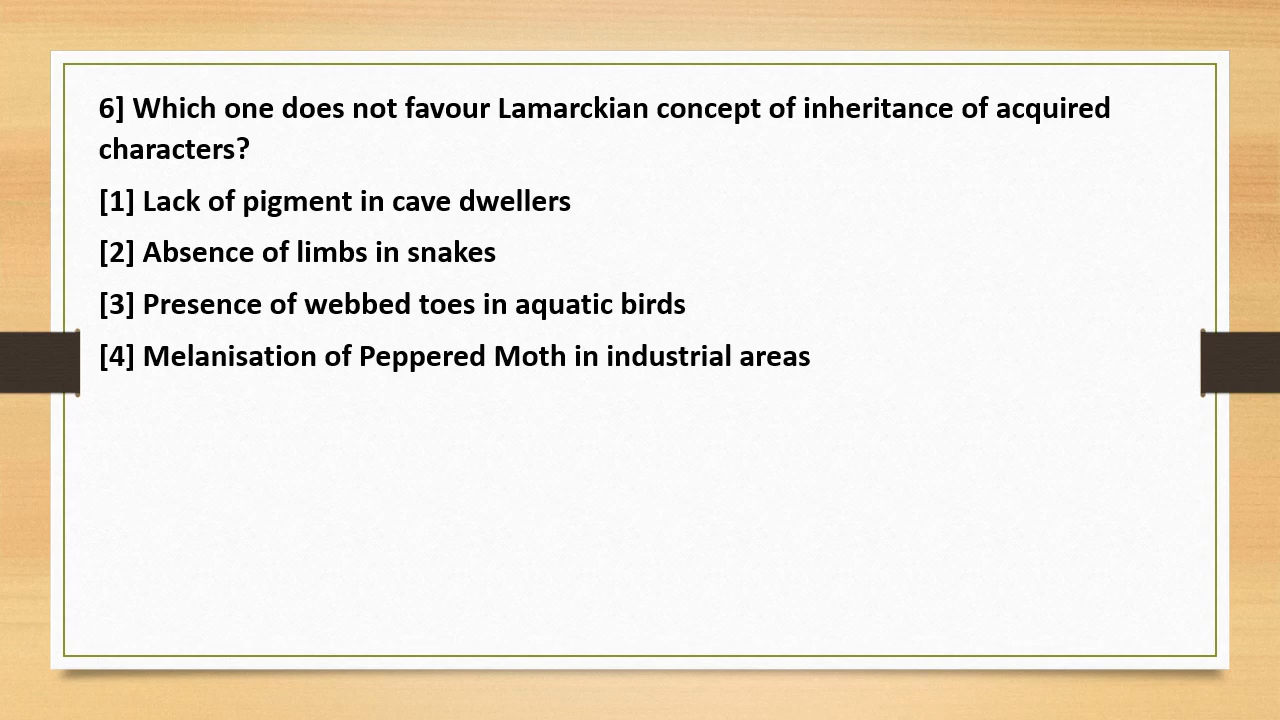 6] Which one does not favour Lamarckian concept of inheritance of acquired
characters?
[1] Lack of pigment in cave dwellers
[2] Absence of limbs in snakes
[3] Presence of webbed toes in aquatic birds
[4] Melanisation of Peppered Moth in industrial areas